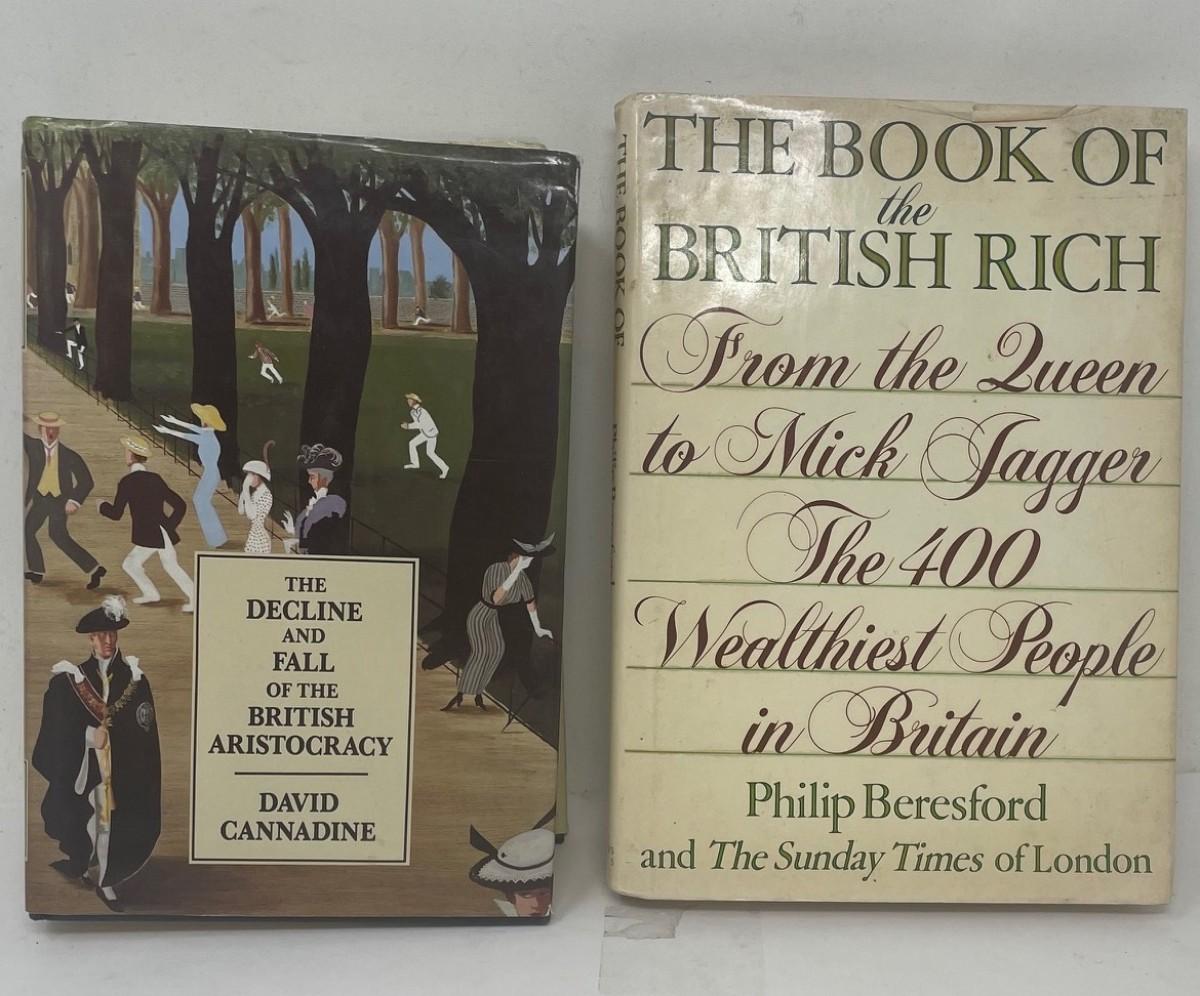 THE
DECLINE
AND
FALL
OF THE
BRITISH
ARISTOCRACY
DAVID
CANNADINE
THE BOOK OF
THE BOOK OF
the
BRITISH RICH
From the Queen
to Mick Jagger
The 400
Wealthiest People
in Britain
Philip Beresford
and The Sunday Times of London